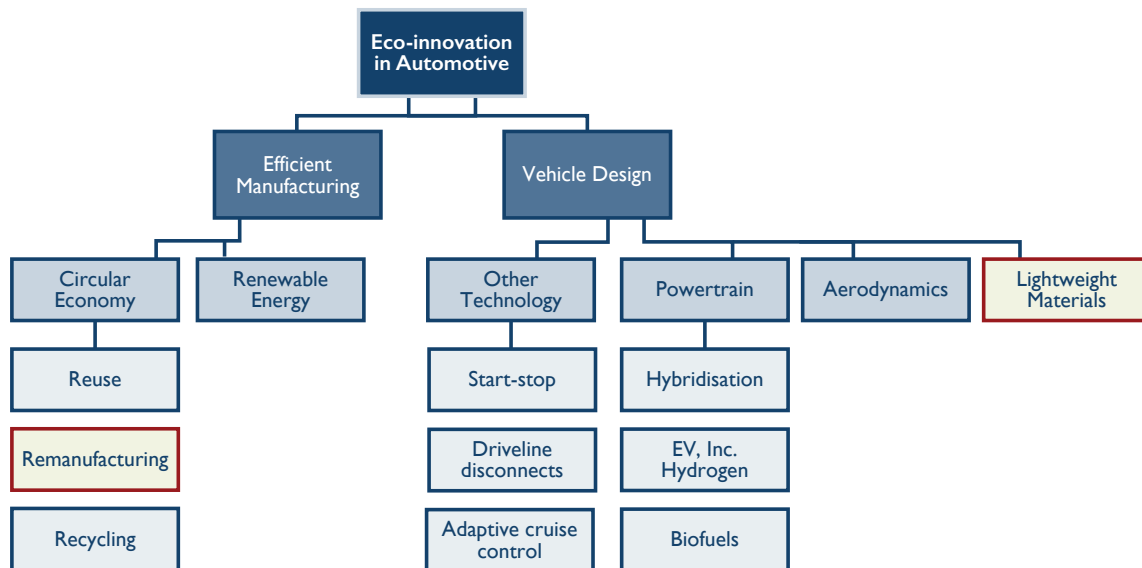 Eco-innovation
in Automotive
Efficient
Manufacturing
Vehicle Design
Circular
Economy
Renewable
Energy
Other
Technology
Powertrain
Aerodynamics
Lightweight
Materials
Reuse
Start-stop
Hybridisation
Remanufacturing
Driveline
disconnects
EV, Inc.
Hydrogen
Recycling
Adaptive cruise
control
Biofuels